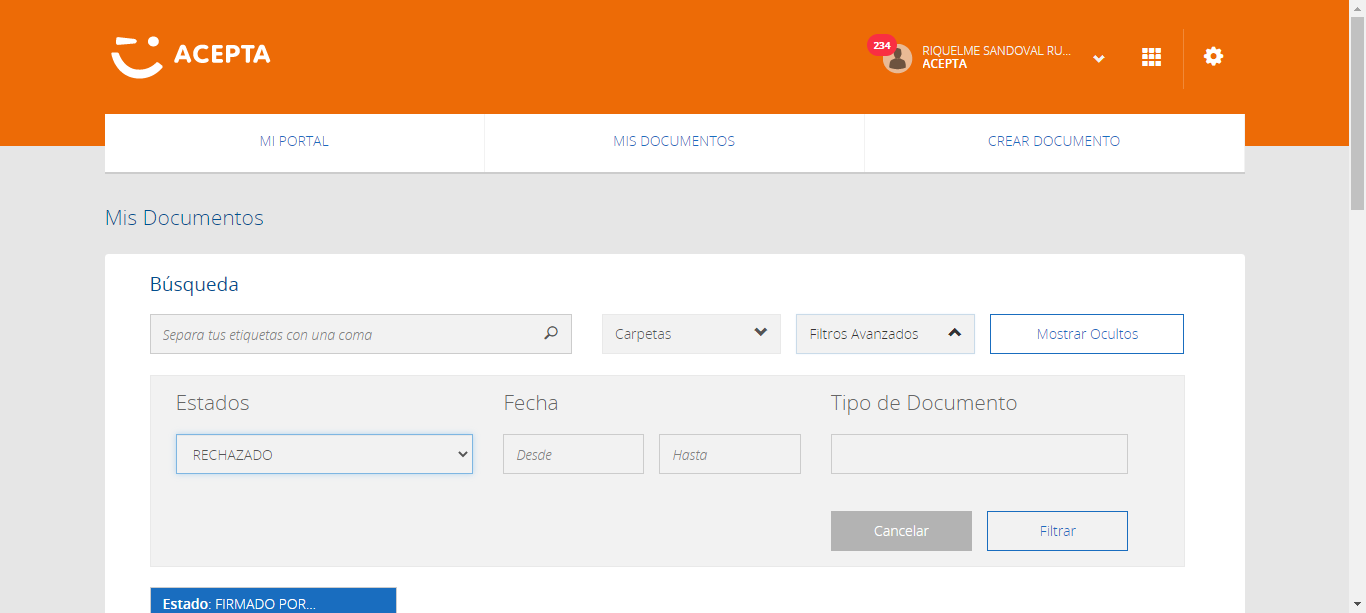 ACEPTA
234
RIQUELME SANDOVAL RU...
ACEPTA
MI PORTAL
MIS DOCUMENTOS
CREAR DOCUMENTO
Mis Documentos
Búsqueda
Separa tus etiquetas con una coma
Carpetas
Filtros Avanzados
Mostrar Ocultos
Estados
Fecha
Tipo de Documento
RECHAZADO
Desde
Hasta
Cancelar
Filtrar
Estado: FIRMADO POR...